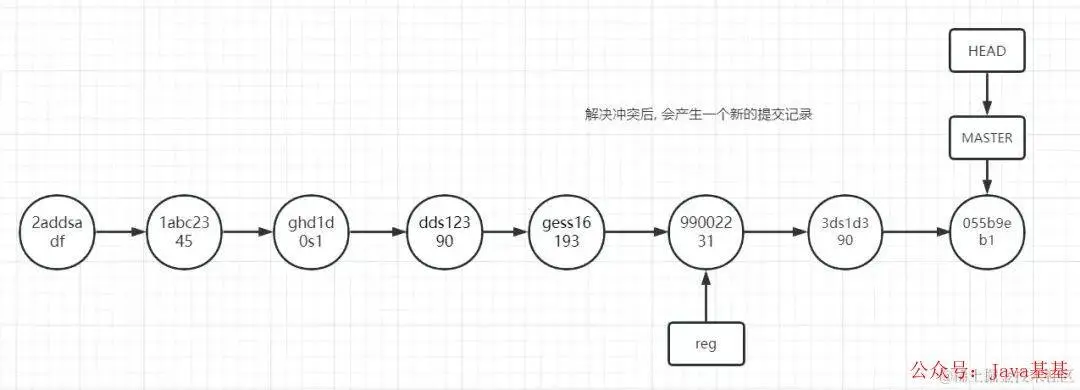 HEAD
解决冲突后, 会产生一个新的提交记录
MASTER
2addsa
df
1abc23
45
ghd1d
0s1
dds123
90
gess16
193
990022
31
3ds1d3
90
055b9e
b1
reg
公众号: Java基基